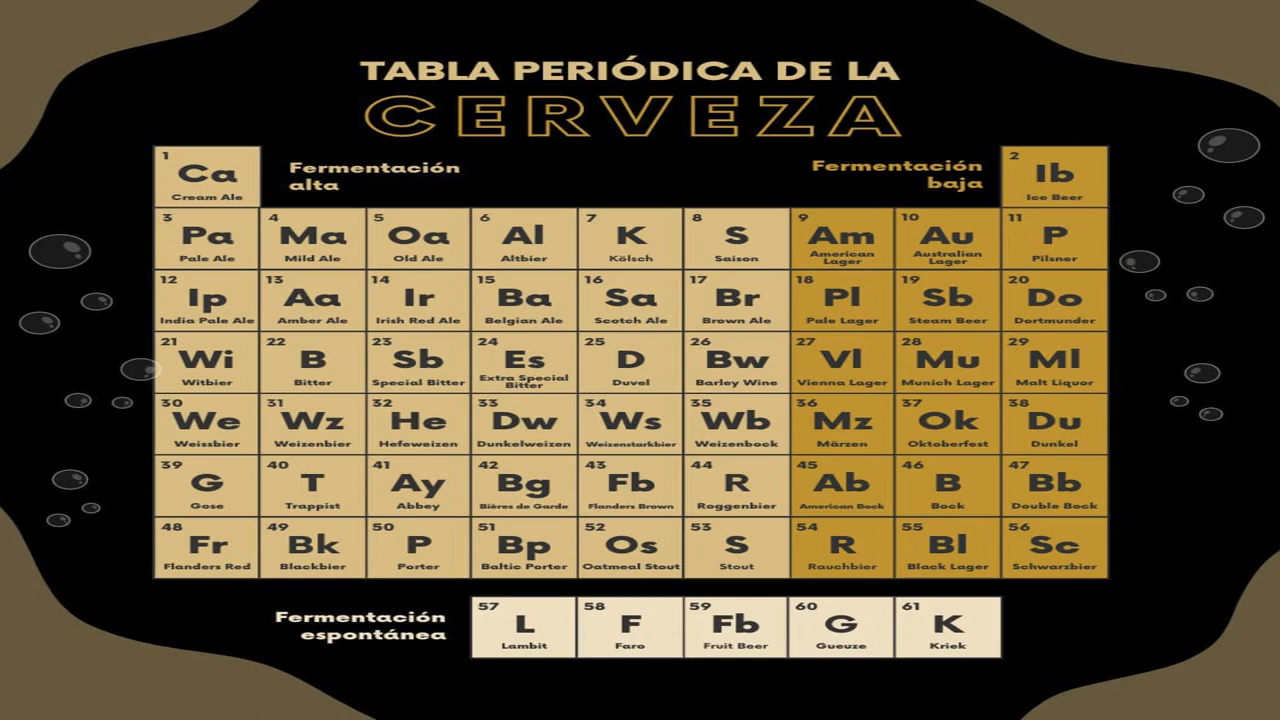 TABLA PERIÓDICA DE LA
CERVEZA
1
Ca
Cream Ale
Fermentación
alta
Fermentación
baja
2
Ib
Ice Beer
3
Pa
Pale Ale
4
Ma
Mild Ale
5
Oa
Old Ale
6
Al
Altbier
7
K
Kölsch
8
S
Saison
9
Am
American
Lager
10
Au
Australian
Lager
11
P
Pilsner
12
Ip
India Pale Ale
13
Aa
Amber Ale
14
Ir
Irish Red Ale
15
Ba
Belgian Ale
16
Sa
Scotch Ale
17
Br
Brown Ale
18
Pl
Pale Lager
19
Sb
Steam Beer
20
Do
Dortmunder
21
Wi
Witbier
22
B
Bitter
23
Sb
Special Bitter
24
Es
Extra Special
Bitter
25
D
Duvel
26
Bw
Barley Wine
27
Vl
Vienna Lager
28
Mu
Munich Lager
29
Ml
Malt Liquor
30
We
Weissbier
31
Wz
Weizenbier
32
He
Hefeweizen
33
Dw
Dunkelweizen
34
Ws
Weizenstarkbier
35
Wb
Weizenbock
36
Mz
Märzen
37
Ok
Oktoberfest
38
Du
Dunkel
39
G
Gose
40
T
Trappist
41
Ay
Abbey
42
Bg
Bières de Garde
43
Fb
Flanders Brown
44
R
Roggenbier
45
Ab
American Bock
46
B
Bock
47
Bb
Double Bock
48
Fr
Flanders Red
49
Bk
Blackbier
50
P
Porter
51
Bp
Baltic Porter
52
Os
Oatmeal Stout
53
S
Stout
54
R
Rauchbier
55
Bl
Black Lager
56
Sc
Schwarzbier
Fermentación
espontánea
57
L
Lambit
58
F
Faro
59
Fb
Fruit Beer
60
G
Gueuze
61
K
Kriek